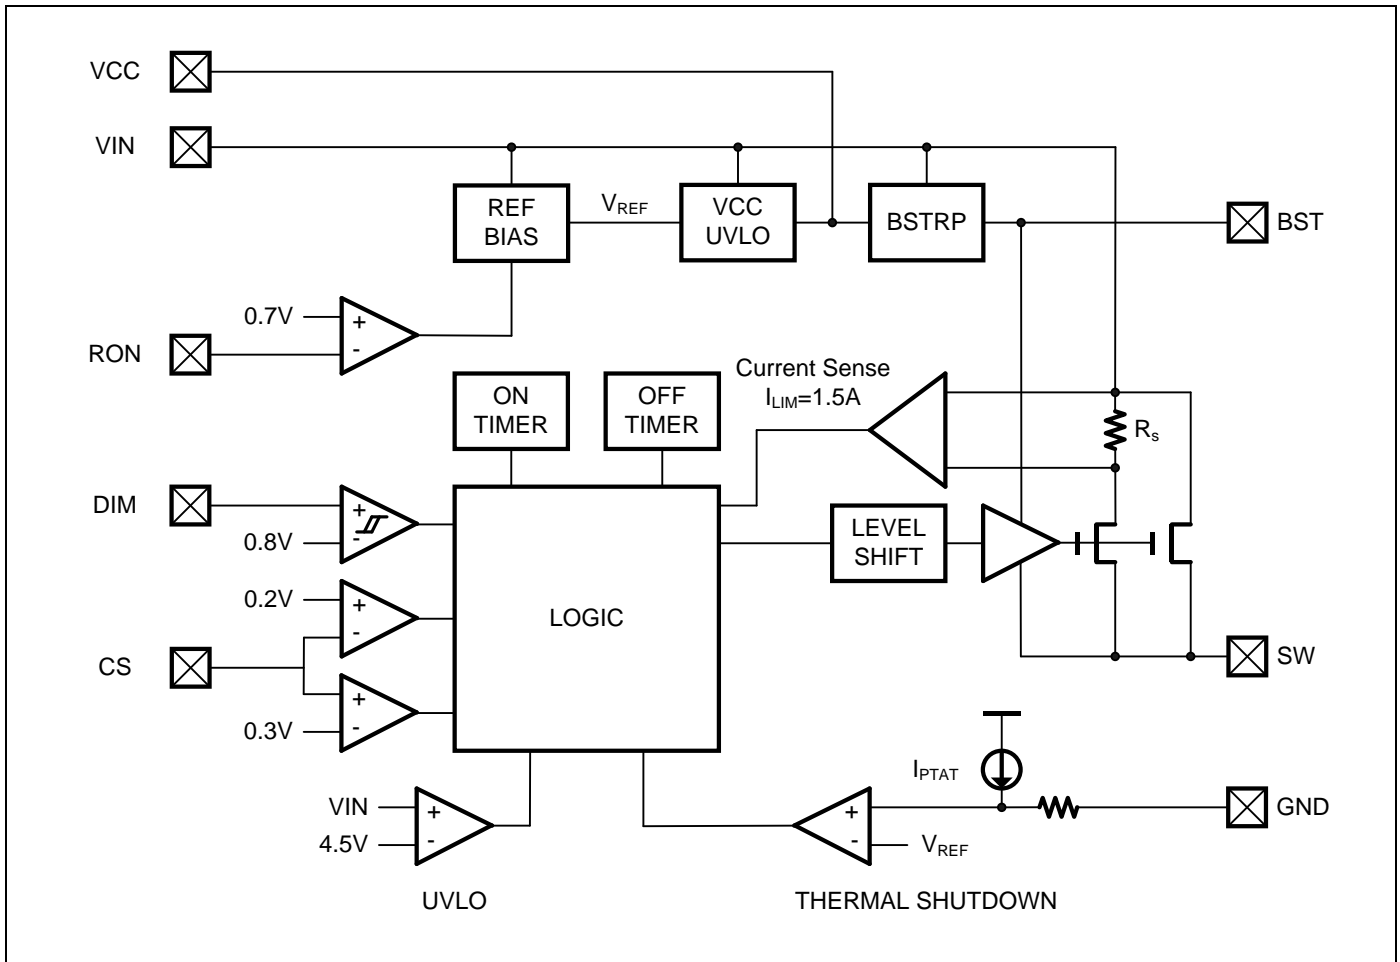 VCC
VIN
REF
BIAS
VREF
VCC
UVLO
BSTRP
BST
0.7V
+
-
RON
ON
TIMER
OFF
TIMER
Current Sense
ILIM=1.5A
Rs
DIM
+
-
0.8V
LEVEL
SHIFT
0.2V
+
-
LOGIC
CS
SW
+
-
0.3V
IPTAT
VIN
+
4.5V
-
+
-
VREF
GND
UVLO
THERMAL SHUTDOWN